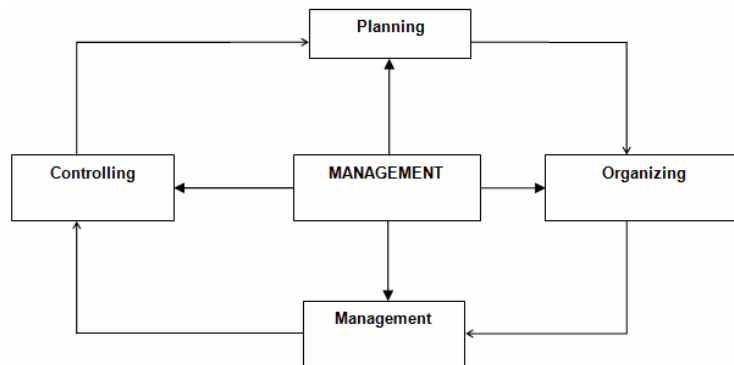 Planning
Controlling
MANAGEMENT
Organizing
Management